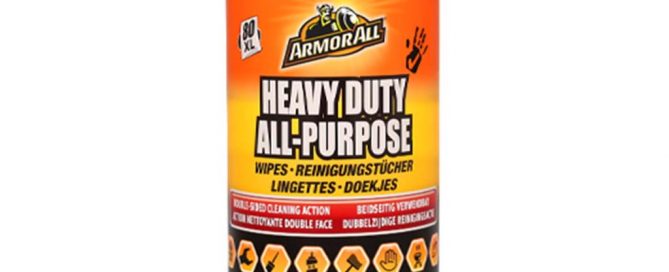 80
XL
ARMORALL
HEAVY DUTY
ALL-PURPOSE
WIPES • REINIGUNGSTÜCHER
LINGETTES • DOEKJES
DOUBLE-SIDED CLEANING ACTION
ACTION NETTOYANTE DOUBLE FACE
BEIDSEITIG VERWENDBAR
DUBBELZIJDIGE REINIGINGSACTIE